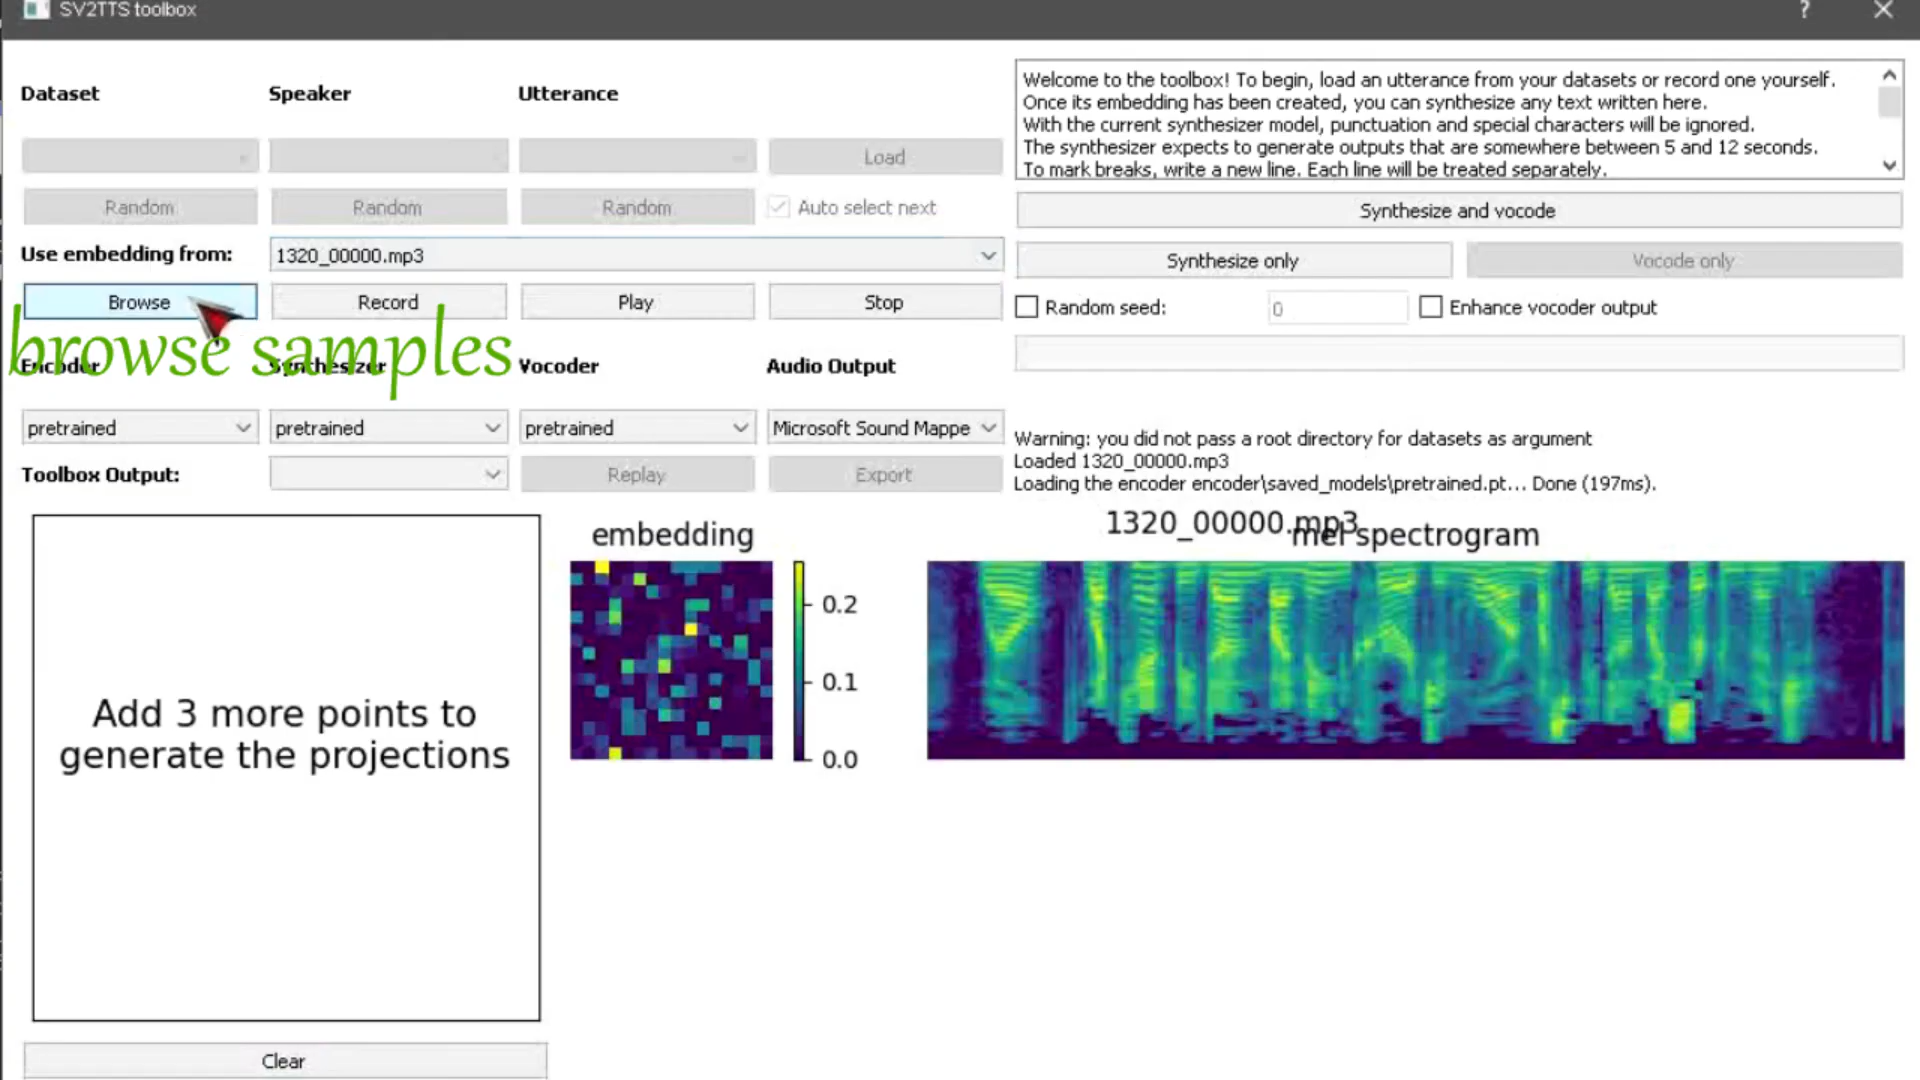 SV2TTS toolbox
?
Dataset Speaker Utterance
Load
Random Random Random Auto select next
Use embedding from: 1320_00000.mp3
Browse Record Play Stop
browse samples
Encoder Synthesizer Vocoder Audio Output
pretrained pretrained pretrained Microsoft Sound Mappe
Toolbox Output: Replay Export
Welcome to the toolbox! To begin, load an utterance from your datasets or record one yourself.
Once its embedding has been created, you can synthesize any text written here.
With the current synthesizer model, punctuation and special characters will be ignored.
The synthesizer expects to generate outputs that are somewhere between 5 and 12 seconds.
To mark breaks, write a new line. Each line will be treated separately.
Synthesize and vocode
Synthesize only Vocode only
Random seed: 0 Enhance vocoder output
Warning: you did not pass a root directory for datasets as argument
Loaded 1320_00000.mp3
Loading the encoder encoder\saved_models\pretrained.pt... Done (197ms).
1320_00000.mp3
embedding mel spectrogram
0.2
0.1
0.0
Add 3 more points to
generate the projections
Clear